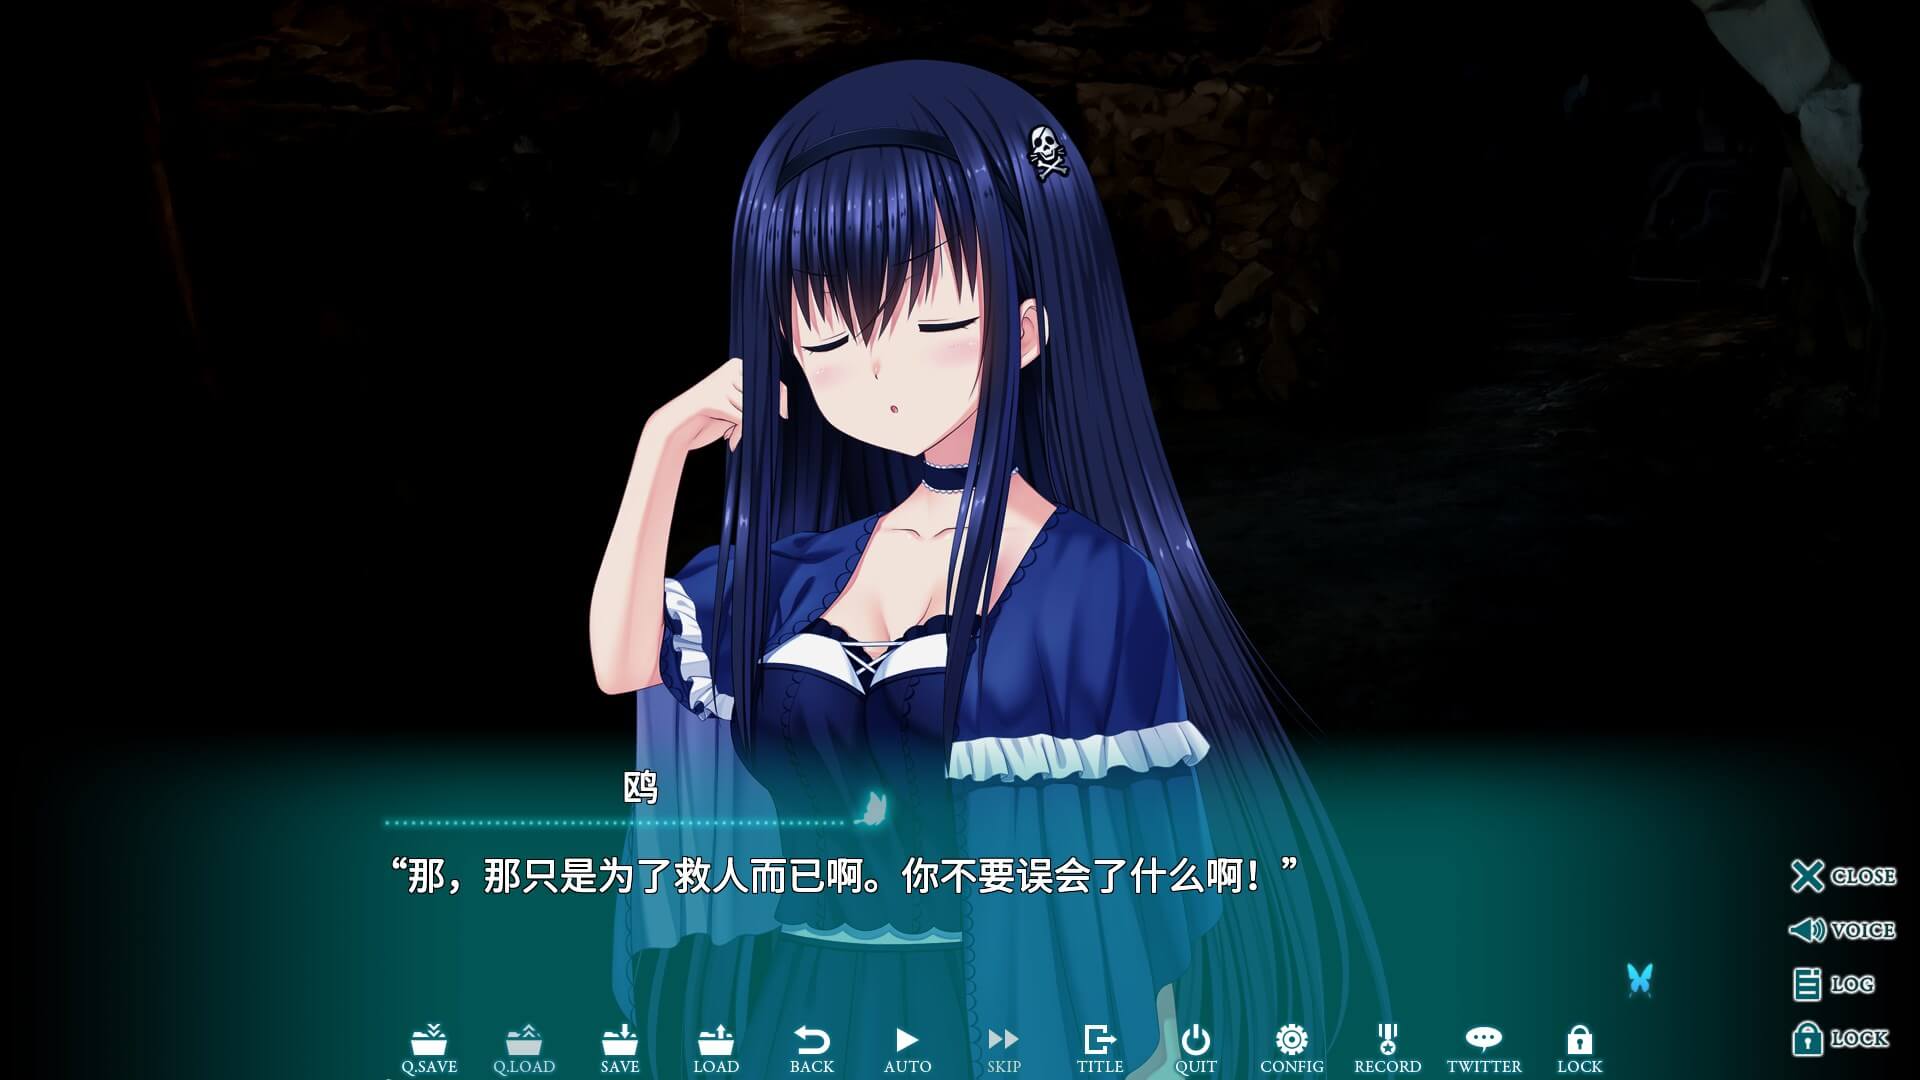 鸥
“那，那只是为了救人而已啊。你不要误会了什么啊！”
CLOSE
VOICE
LOG
LOCK
Q.SAVE Q.LOAD SAVE LOAD BACK AUTO SKIP TITLE QUIT CONFIG RECORD TWITTER LOCK